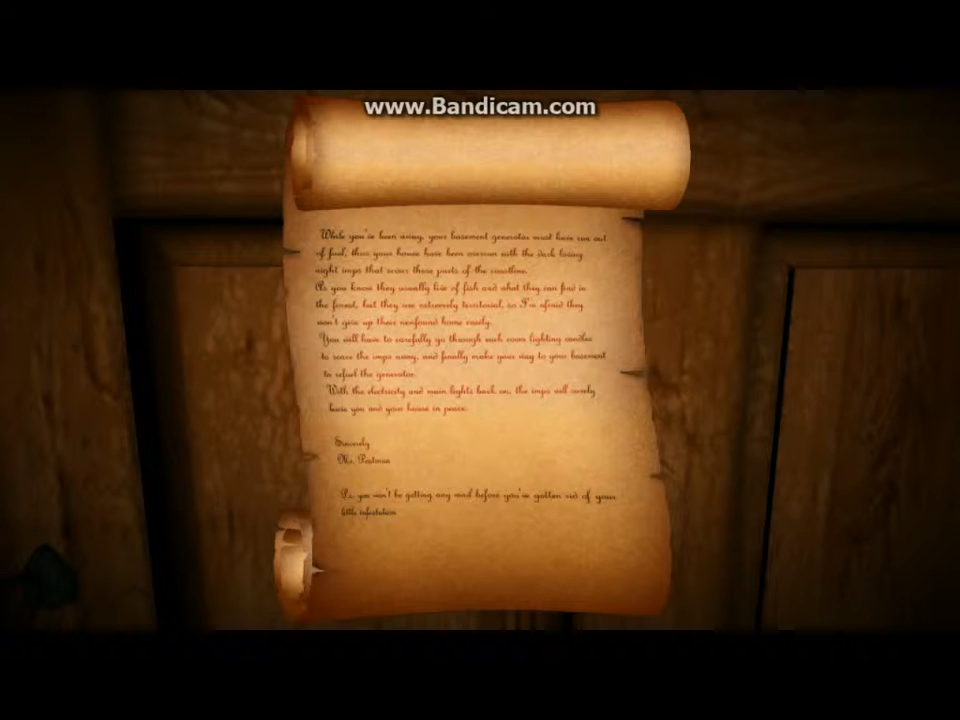 www.Bandicam.com
While you've been away, your basement generator must have run out
of fuel, thus your house have been overrun with the dark loving
night imps that scour these parts of the coastline.
As you know they usually live of fish and what they can find in
the forest, but they are extremely territorial, so I'm afraid they
won't give up their newfound home easily.
You will have to carefully go through each room lighting candles
to scare the imps away, and finally make your way to your basement
to refuel the generator.
With the electricity and main lights back on, the imps will surely
leave you and your house in peace.
Sincerely
Mr. Postman
Ps. you won't be getting any mail before you've gotten rid of your
little infestation